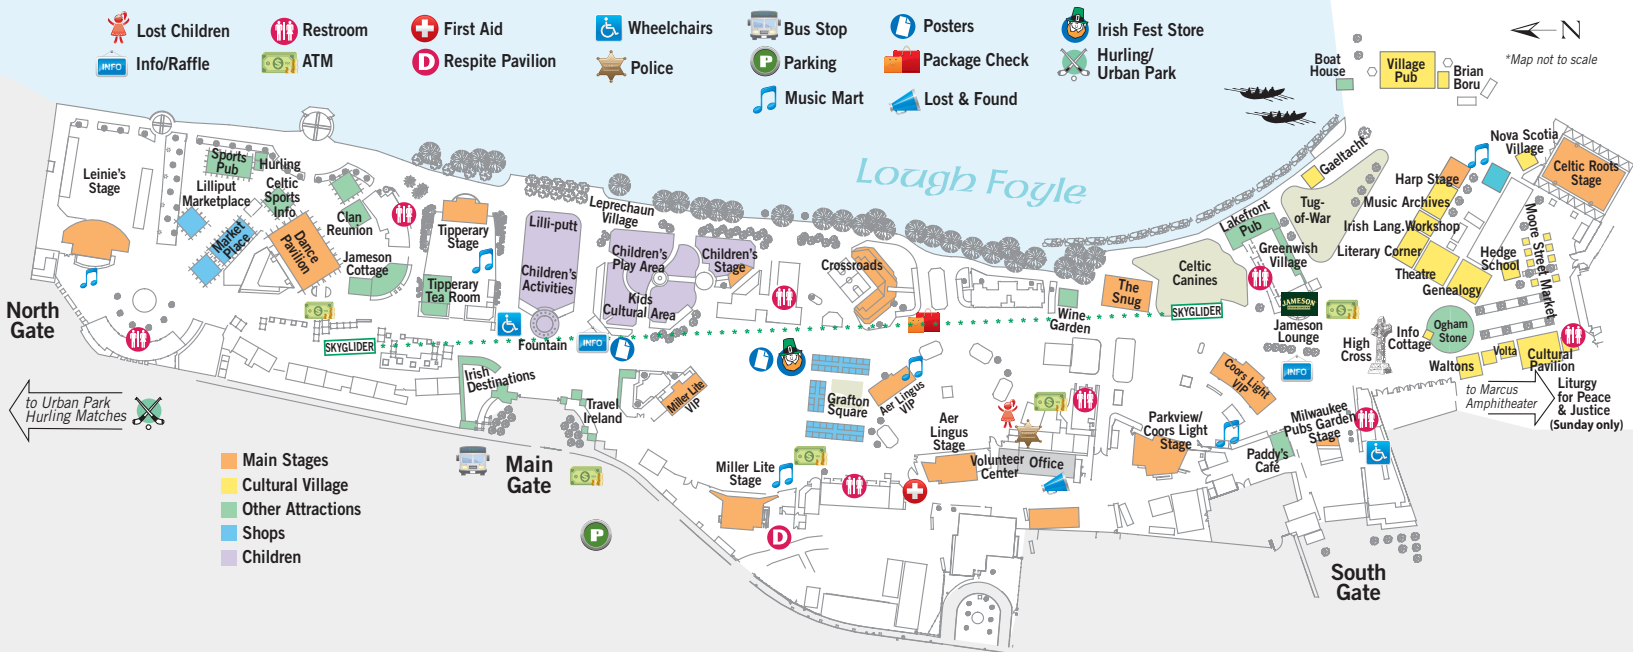 Lost Children
Restroom
First Aid
Wheelchairs
Bus Stop
Posters
Irish Fest Store
INFO
Info/Raffle
ATM
D
Respite Pavilion
Police
P
Parking
Package Check
Hurling/
Urban Park
Music Mart
Lost & Found
N
*Map not to scale
Boat
House
Village
Pub
Brian
Boru
Lough Foyle
Leinie's
Stage
Sports
Pub
Hurling
Lilliput
Marketplace
Celtic
Sports
Info
Market
Place
Dance
Pavilion
Clan
Reunion
Jameson
Cottage
Tipperary
Stage
Tipperary
Tea Room
Lilli-putt
Children's
Activities
Leprechaun
Village
Children's
Play Area
Children's
Stage
Kids
Cultural Area
Crossroads
Wine
Garden
The
Snug
Celtic
Canines
SKYGLIDER
Lakefront
Pub
Greenwish
Village
Gaeltacht
Tug-
of-War
Nova Scotia
Village
Celtic Roots
Stage
Harp Stage
Music Archives
Irish Lang.Workshop
Literary Corner
Theatre
Genealogy
Hedge
School
Moore Street Market
JAMESON
Jameson
Lounge
High
Cross
Info
Cottage
Ogham
Stone
Waltons
Volta
Cultural
Pavilion
North
Gate
SKYGLIDER
Fountain
INFO
Irish
Destinations
Travel
Ireland
Miller Lite
VIP
Grafton
Square
Aer Lingus
VIP
Aer
Lingus
Stage
Volunteer
Center
Office
Parkview/
Coors Light
Stage
Coors Light
VIP
INFO
Milwaukee
Pubs Garden
Stage
Paddy's
Café
to Marcus
Amphitheater
Liturgy
for Peace
& Justice
(Sunday only)
to Urban Park
Hurling Matches
Main
Gate
Miller Lite
Stage
D
P
South
Gate
Main Stages
Cultural Village
Other Attractions
Shops
Children